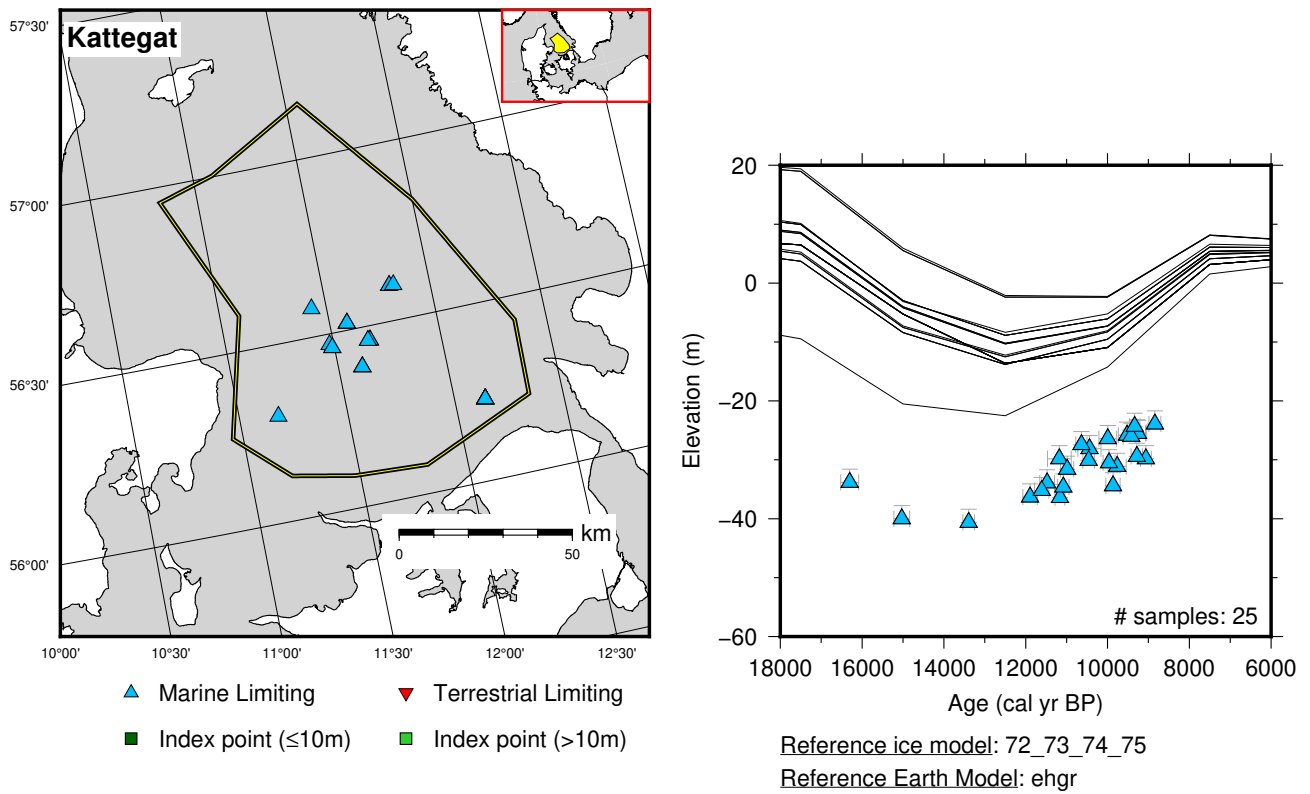 Kattegat
57°30'
57°00'
56°30'
56°00'
10°00'
10°30'
11°00'
11°30'
12°00'
12°30'
km
0
50
Marine Limiting
Terrestrial Limiting
Index point (≤10m)
Index point (>10m)
20
0
−20
−40
−60
Elevation (m)
# samples: 25
18000
16000
14000
12000
10000
8000
6000
Age (cal yr BP)
Reference ice model: 72_73_74_75
Reference Earth Model: ehgr